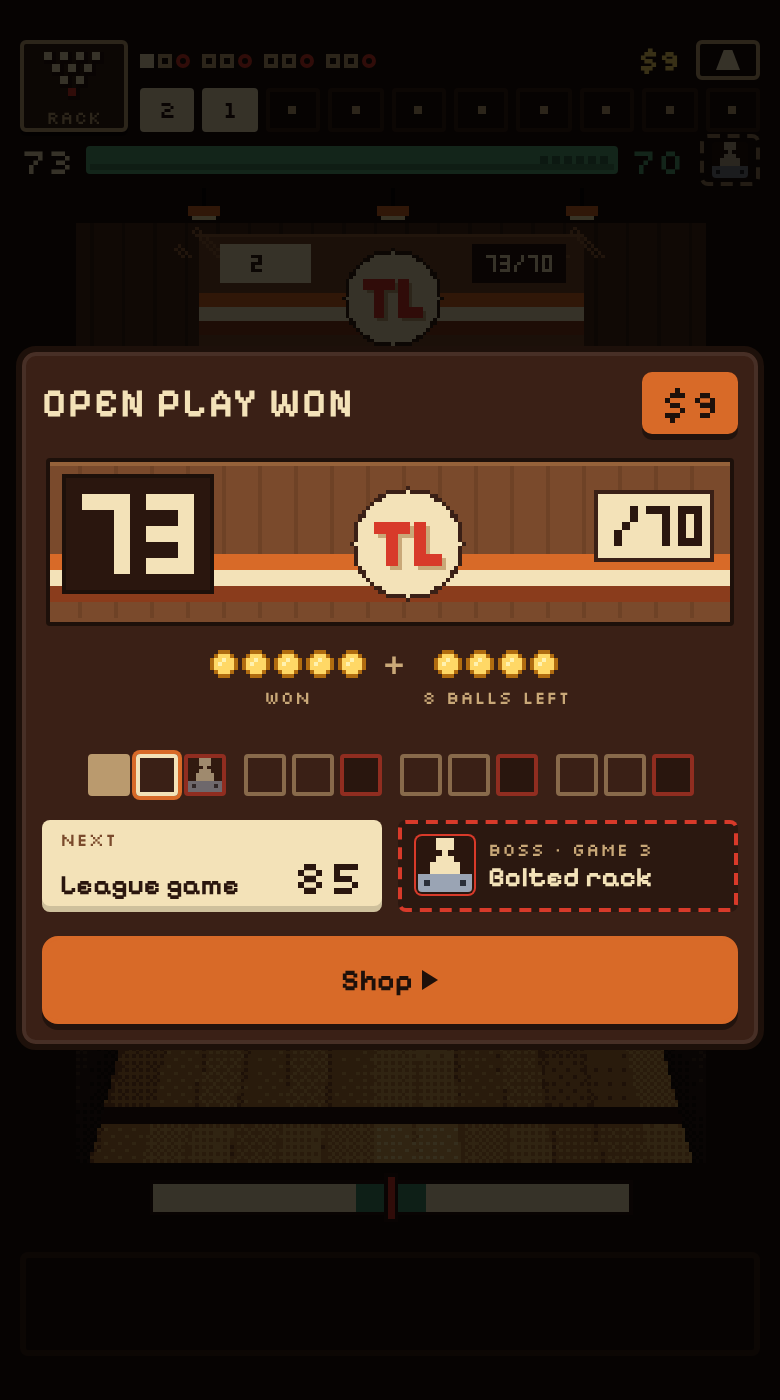 $9
RACK
2 1
73 70
2 TL 73/70
OPEN PLAY WON $9
73 TL /70
+
WON 8 BALLS LEFT
NEXT
League game 85
BOSS · GAME 3
Bolted rack
Shop ▶